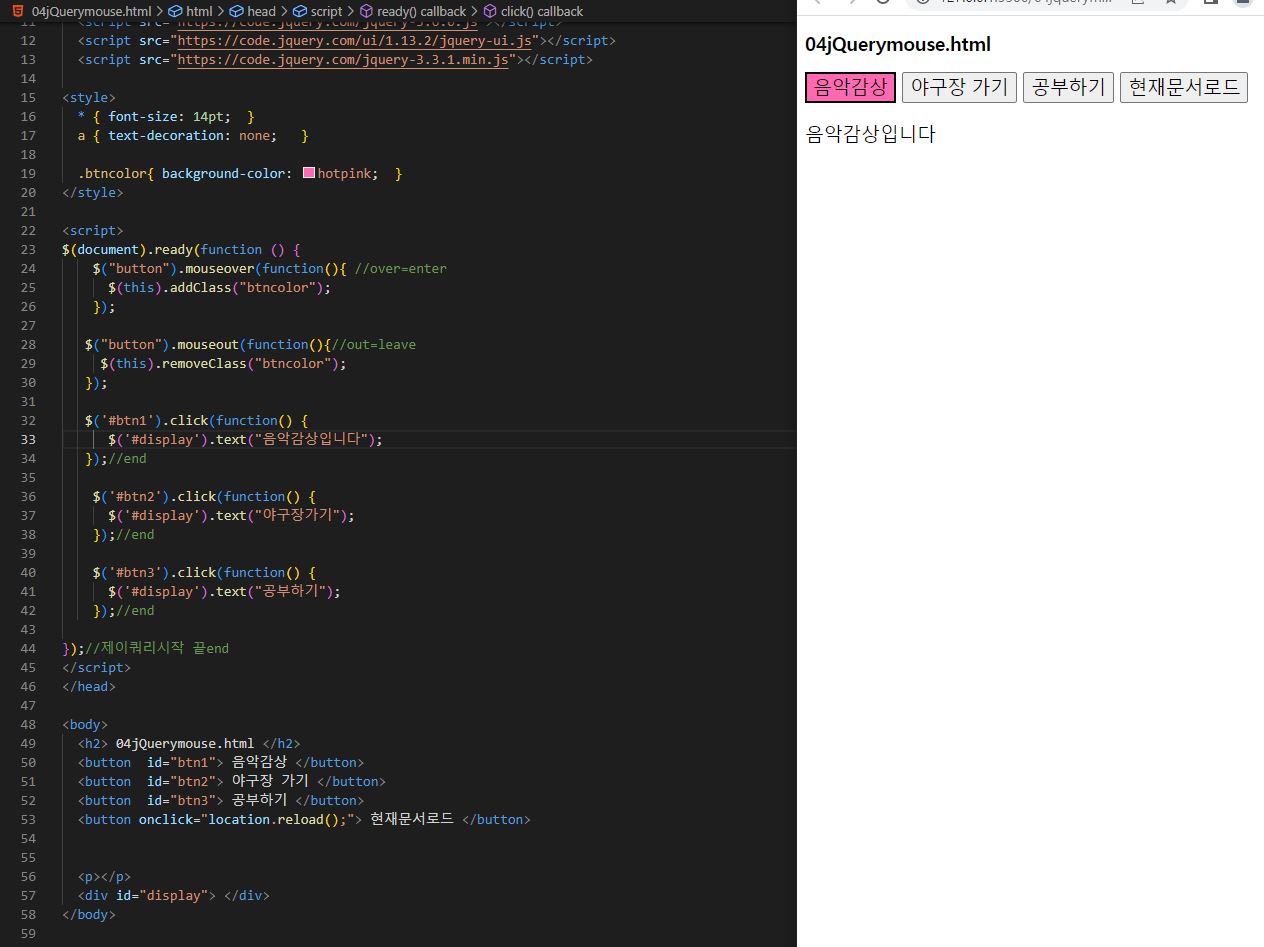 04jQuerymouse.html > html > head > script > ready() callback > click() callback
12 <script src="https://code.jquery.com/ui/1.13.2/jquery-ui.js"></script>
13 <script src="https://code.jquery.com/jquery-3.3.1.min.js"></script>
14
15 <style>
16 * { font-size: 14pt;  }
17 a { text-decoration: none;   }
18
19 .btncolor{ background-color: hotpink;  }
20 </style>
21
22 <script>
23 $(document).ready(function () {
24 $("button").mouseover(function(){ //over=enter
25 $(this).addClass("btncolor");
26 });
27
28 $("button").mouseout(function(){//out=leave
29 $(this).removeClass("btncolor");
30 });
31
32 $('#btn1').click(function() {
33 $('#display').text("음악감상입니다");
34 });//end
35
36 $('#btn2').click(function() {
37 $('#display').text("야구장가기");
38 });//end
39
40 $('#btn3').click(function() {
41 $('#display').text("공부하기");
42 });//end
43
44 });//제이쿼리시작 끝end
45 </script>
46 </head>
47
48 <body>
49 <h2> 04jQuerymouse.html </h2>
50 <button  id="btn1"> 음악감상 </button>
51 <button  id="btn2"> 야구장 가기 </button>
52 <button  id="btn3"> 공부하기 </button>
53 <button onclick="location.reload();"> 현재문서로드 </button>
54
55
56 <p></p>
57 <div id="display"> </div>
58 </body>
59
04jQuerymouse.html
음악감상 야구장 가기 공부하기 현재문서로드
음악감상입니다